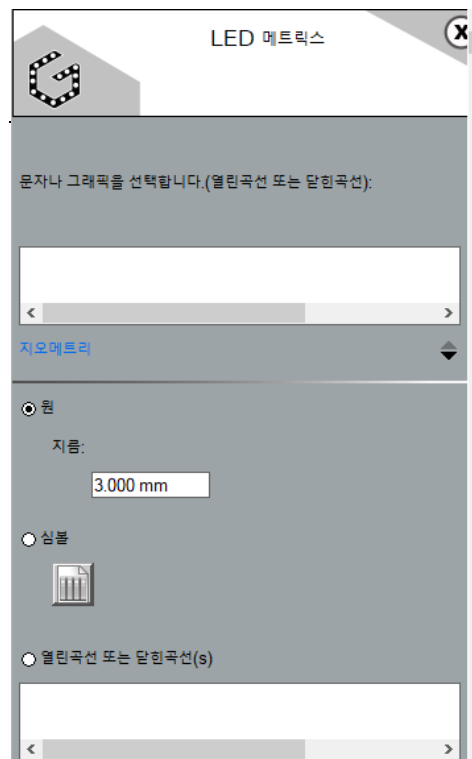 LED 메트릭스
문자나 그래픽을 선택합니다.(열린곡선 또는 닫힌곡선):
지오메트리
원
지름:
3.000 mm
심볼
열린곡선 또는 닫힌곡선(s)